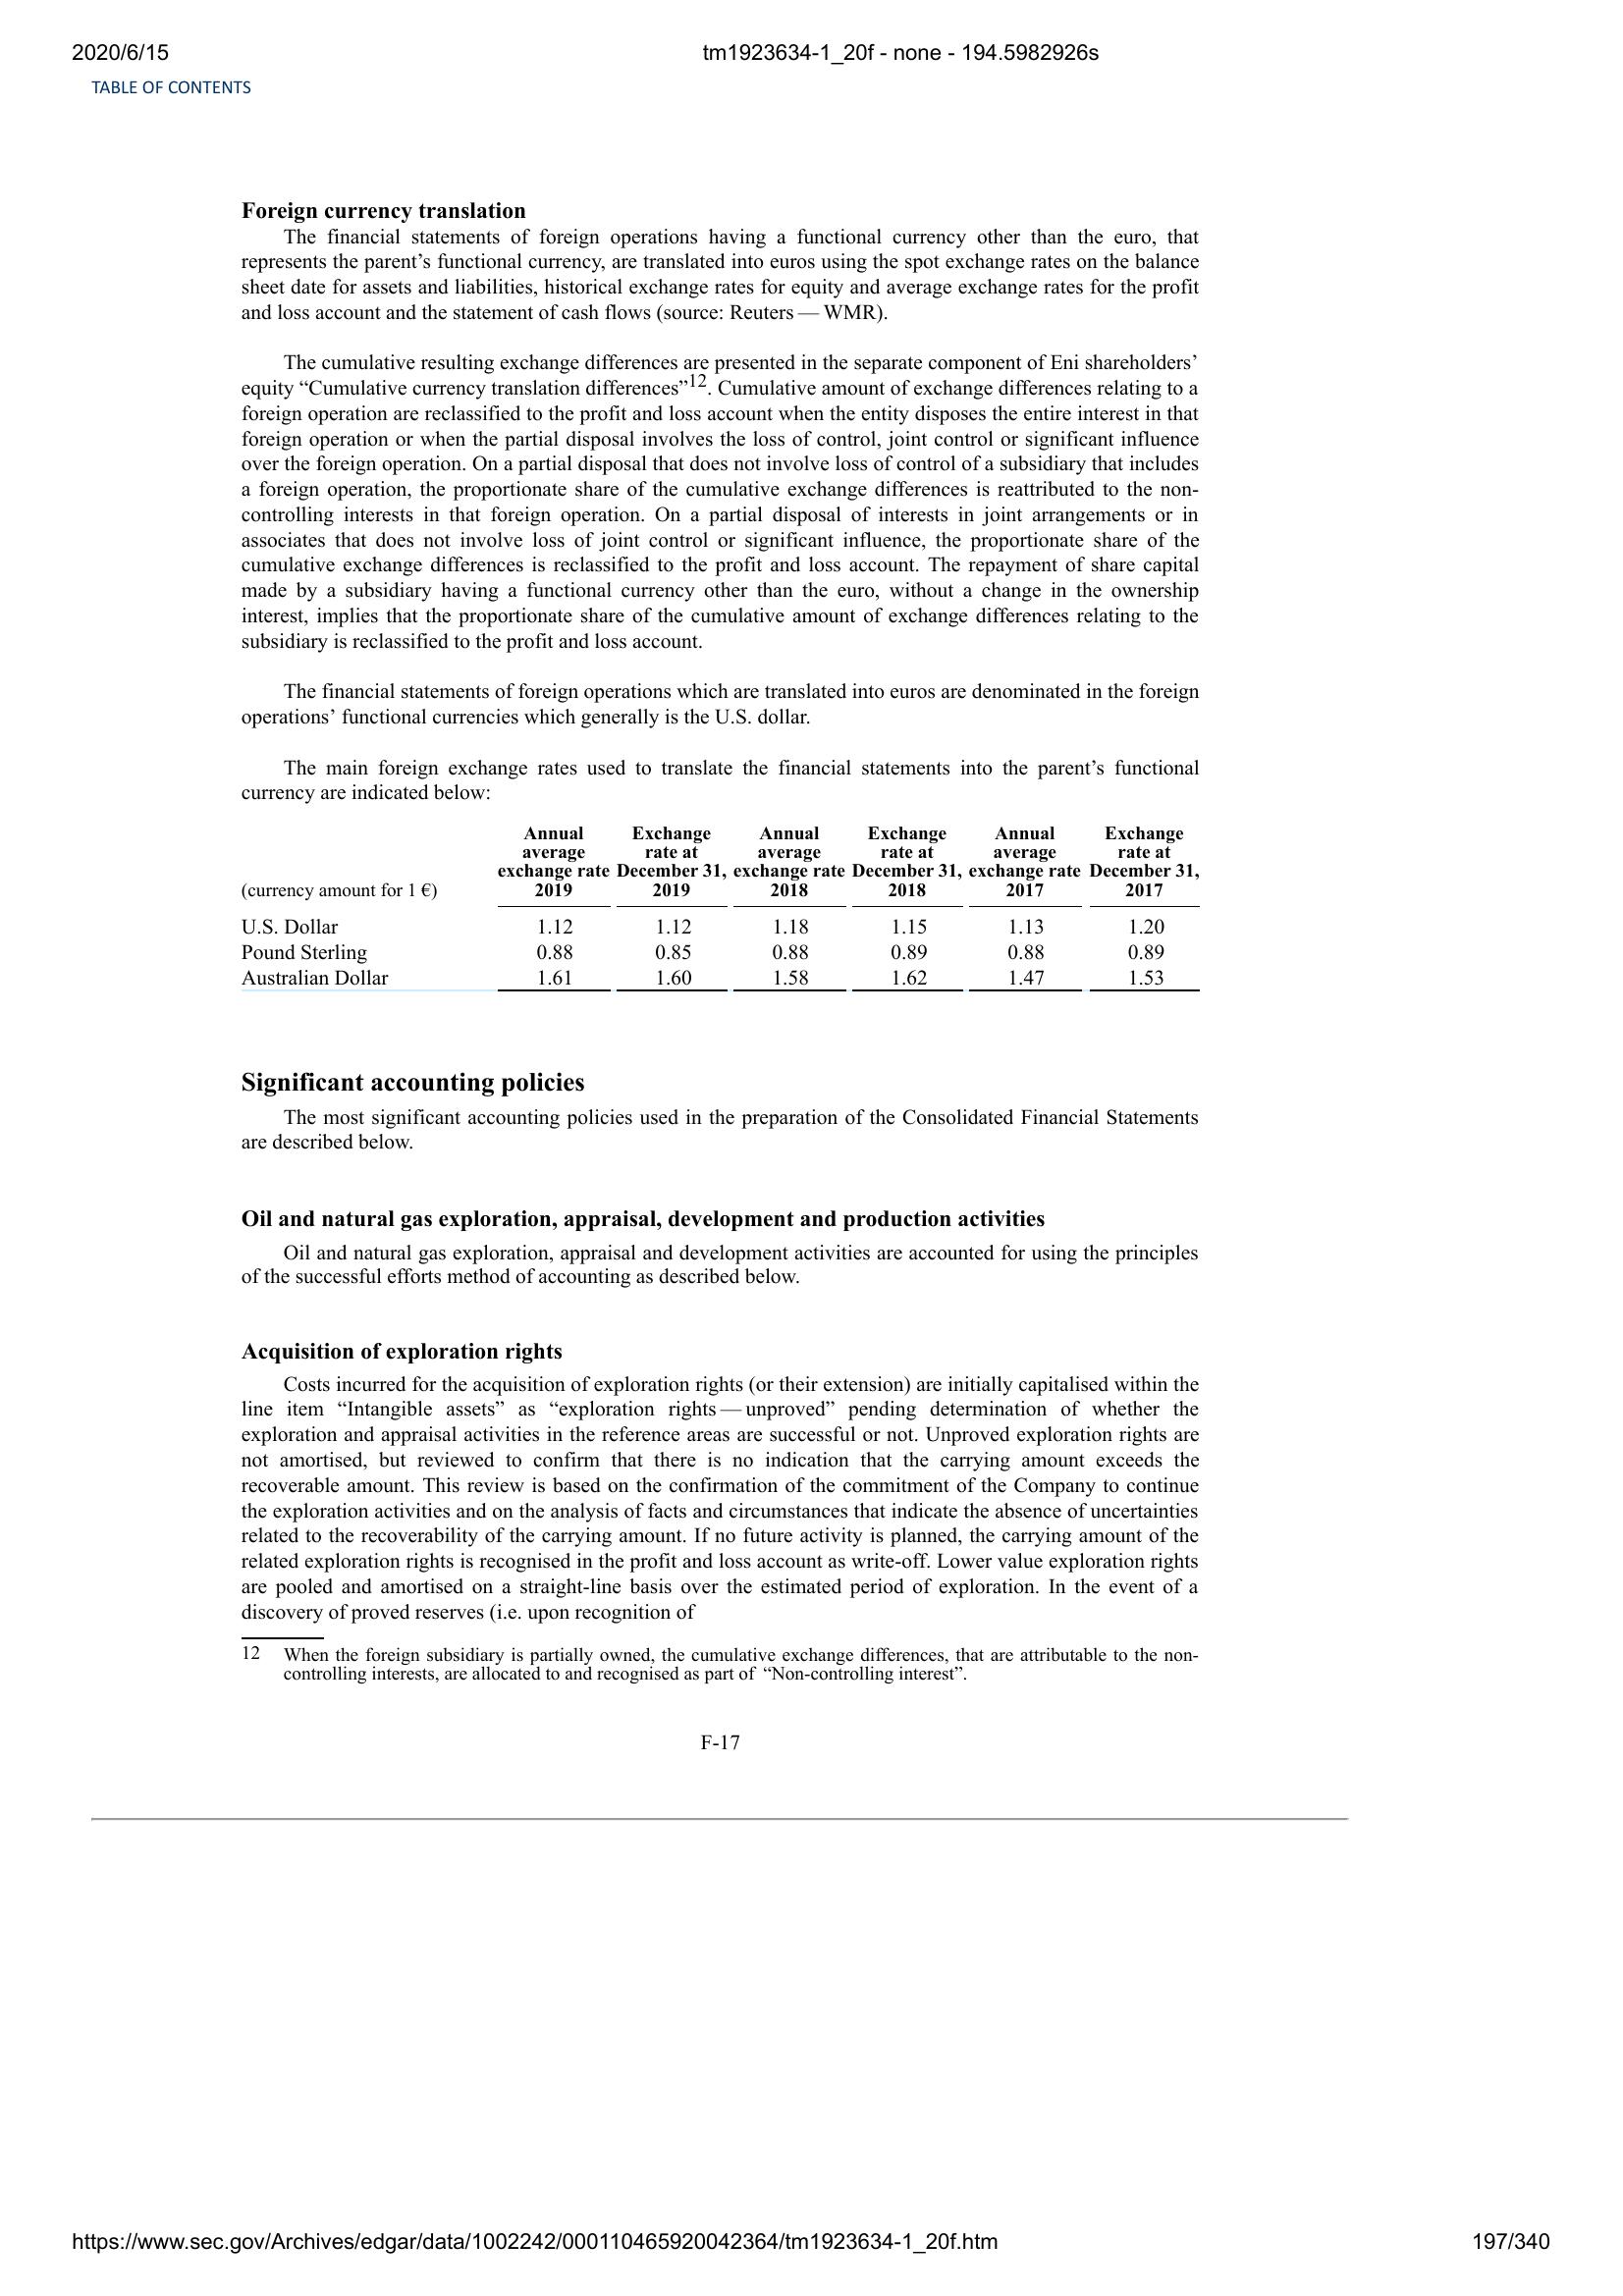 2020/6/15 tm1923634-1_20f - none - 194.5982926s
TABLE OF CONTENTS
Foreign currency translation
The financial statements of foreign operations having a functional currency other than the euro, that
represents the parent’s functional currency, are translated into euros using the spot exchange rates on the balance
sheet date for assets and liabilities, historical exchange rates for equity and average exchange rates for the profit
and loss account and the statement of cash flows (source: Reuters — WMR).
The cumulative resulting exchange differences are presented in the separate component of Eni shareholders’
equity “Cumulative currency translation differences”12. Cumulative amount of exchange differences relating to a
foreign operation are reclassified to the profit and loss account when the entity disposes the entire interest in that
foreign operation or when the partial disposal involves the loss of control, joint control or significant influence
over the foreign operation. On a partial disposal that does not involve loss of control of a subsidiary that includes
a foreign operation, the proportionate share of the cumulative exchange differences is reattributed to the non-
controlling interests in that foreign operation. On a partial disposal of interests in joint arrangements or in
associates that does not involve loss of joint control or significant influence, the proportionate share of the
cumulative exchange differences is reclassified to the profit and loss account. The repayment of share capital
made by a subsidiary having a functional currency other than the euro, without a change in the ownership
interest, implies that the proportionate share of the cumulative amount of exchange differences relating to the
subsidiary is reclassified to the profit and loss account.
The financial statements of foreign operations which are translated into euros are denominated in the foreign
operations’ functional currencies which generally is the U.S. dollar.
The main foreign exchange rates used to translate the financial statements into the parent’s functional
currency are indicated below:
Annual Exchange Annual Exchange Annual Exchange
average rate at average rate at average rate at
exchange rate December 31, exchange rate December 31, exchange rate December 31,
(currency amount for 1 €) 2019 2019 2018 2018 2017 2017
U.S. Dollar 1.12 1.12 1.18 1.15 1.13 1.20
Pound Sterling 0.88 0.85 0.88 0.89 0.88 0.89
Australian Dollar 1.61 1.60 1.58 1.62 1.47 1.53
Significant accounting policies
The most significant accounting policies used in the preparation of the Consolidated Financial Statements
are described below.
Oil and natural gas exploration, appraisal, development and production activities
Oil and natural gas exploration, appraisal and development activities are accounted for using the principles
of the successful efforts method of accounting as described below.
Acquisition of exploration rights
Costs incurred for the acquisition of exploration rights (or their extension) are initially capitalised within the
line item “Intangible assets” as “exploration rights — unproved” pending determination of whether the
exploration and appraisal activities in the reference areas are successful or not. Unproved exploration rights are
not amortised, but reviewed to confirm that there is no indication that the carrying amount exceeds the
recoverable amount. This review is based on the confirmation of the commitment of the Company to continue
the exploration activities and on the analysis of facts and circumstances that indicate the absence of uncertainties
related to the recoverability of the carrying amount. If no future activity is planned, the carrying amount of the
related exploration rights is recognised in the profit and loss account as write-off. Lower value exploration rights
are pooled and amortised on a straight-line basis over the estimated period of exploration. In the event of a
discovery of proved reserves (i.e. upon recognition of
12 When the foreign subsidiary is partially owned, the cumulative exchange differences, that are attributable to the non-
controlling interests, are allocated to and recognised as part of “Non-controlling interest”.
F-17
https://www.sec.gov/Archives/edgar/data/1002242/000110465920042364/tm1923634-1_20f.htm 197/340